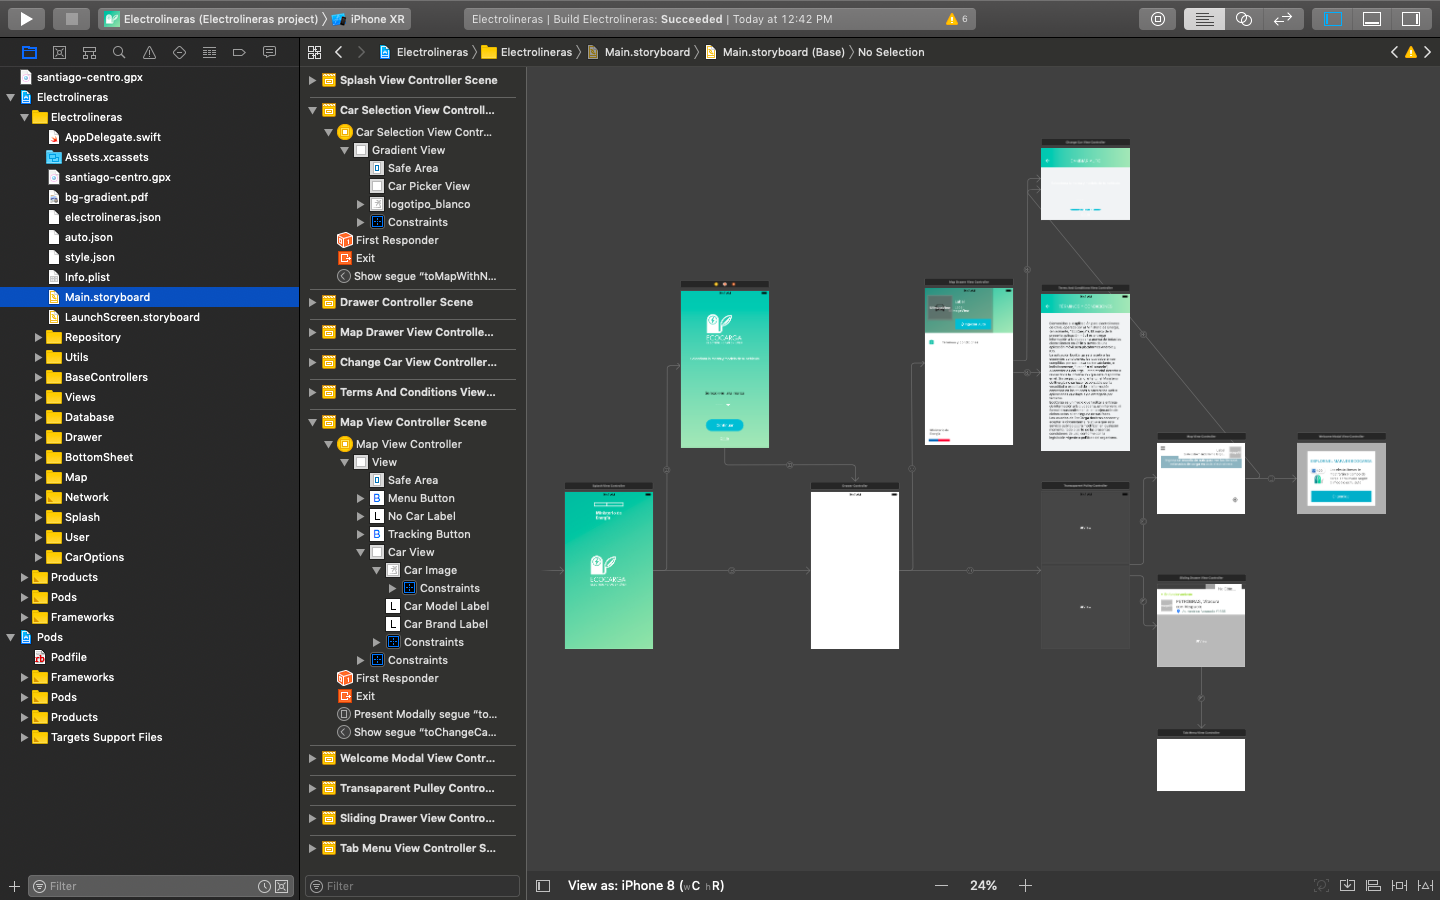 Electrolineras (Electrolineras project) iPhone XR
Electrolineras | Build Electrolineras: Succeeded | Today at 12:42 PM
6
Electrolineras
Electrolineras
Main.storyboard
Main.storyboard (Base)
No Selection
santiago-centro.gpx
Electrolineras
Electrolineras
AppDelegate.swift
Assets.xcassets
santiago-centro.gpx
bg-gradient.pdf
electrolineras.json
auto.json
style.json
Info.plist
Main.storyboard
LaunchScreen.storyboard
Repository
Utils
BaseControllers
Views
Database
Drawer
BottomSheet
Map
Network
Splash
User
CarOptions
Products
Pods
Frameworks
Pods
Podfile
Frameworks
Pods
Products
Targets Support Files
Filter
Splash View Controller Scene
Car Selection View Controll...
Car Selection View Contr...
Gradient View
Safe Area
Car Picker View
logotipo_blanco
Constraints
First Responder
Exit
Show segue “toMapWithN...
Drawer Controller Scene
Map Drawer View Controlle...
Change Car View Controller...
Terms And Conditions View...
Map View Controller Scene
Map View Controller
View
Safe Area
B Menu Button
L No Car Label
B Tracking Button
Car View
Car Image
Constraints
L Car Model Label
L Car Brand Label
Constraints
Constraints
First Responder
Exit
Present Modally segue “to...
Show segue “toChangeCa...
Welcome Modal View Contr...
Transaparent Pulley Contro...
Sliding Drawer View Contro...
Tab Menu View Controller S...
Filter
ECOCARGA
ECOCARGA
View as: iPhone 8 (wC hR)
24%